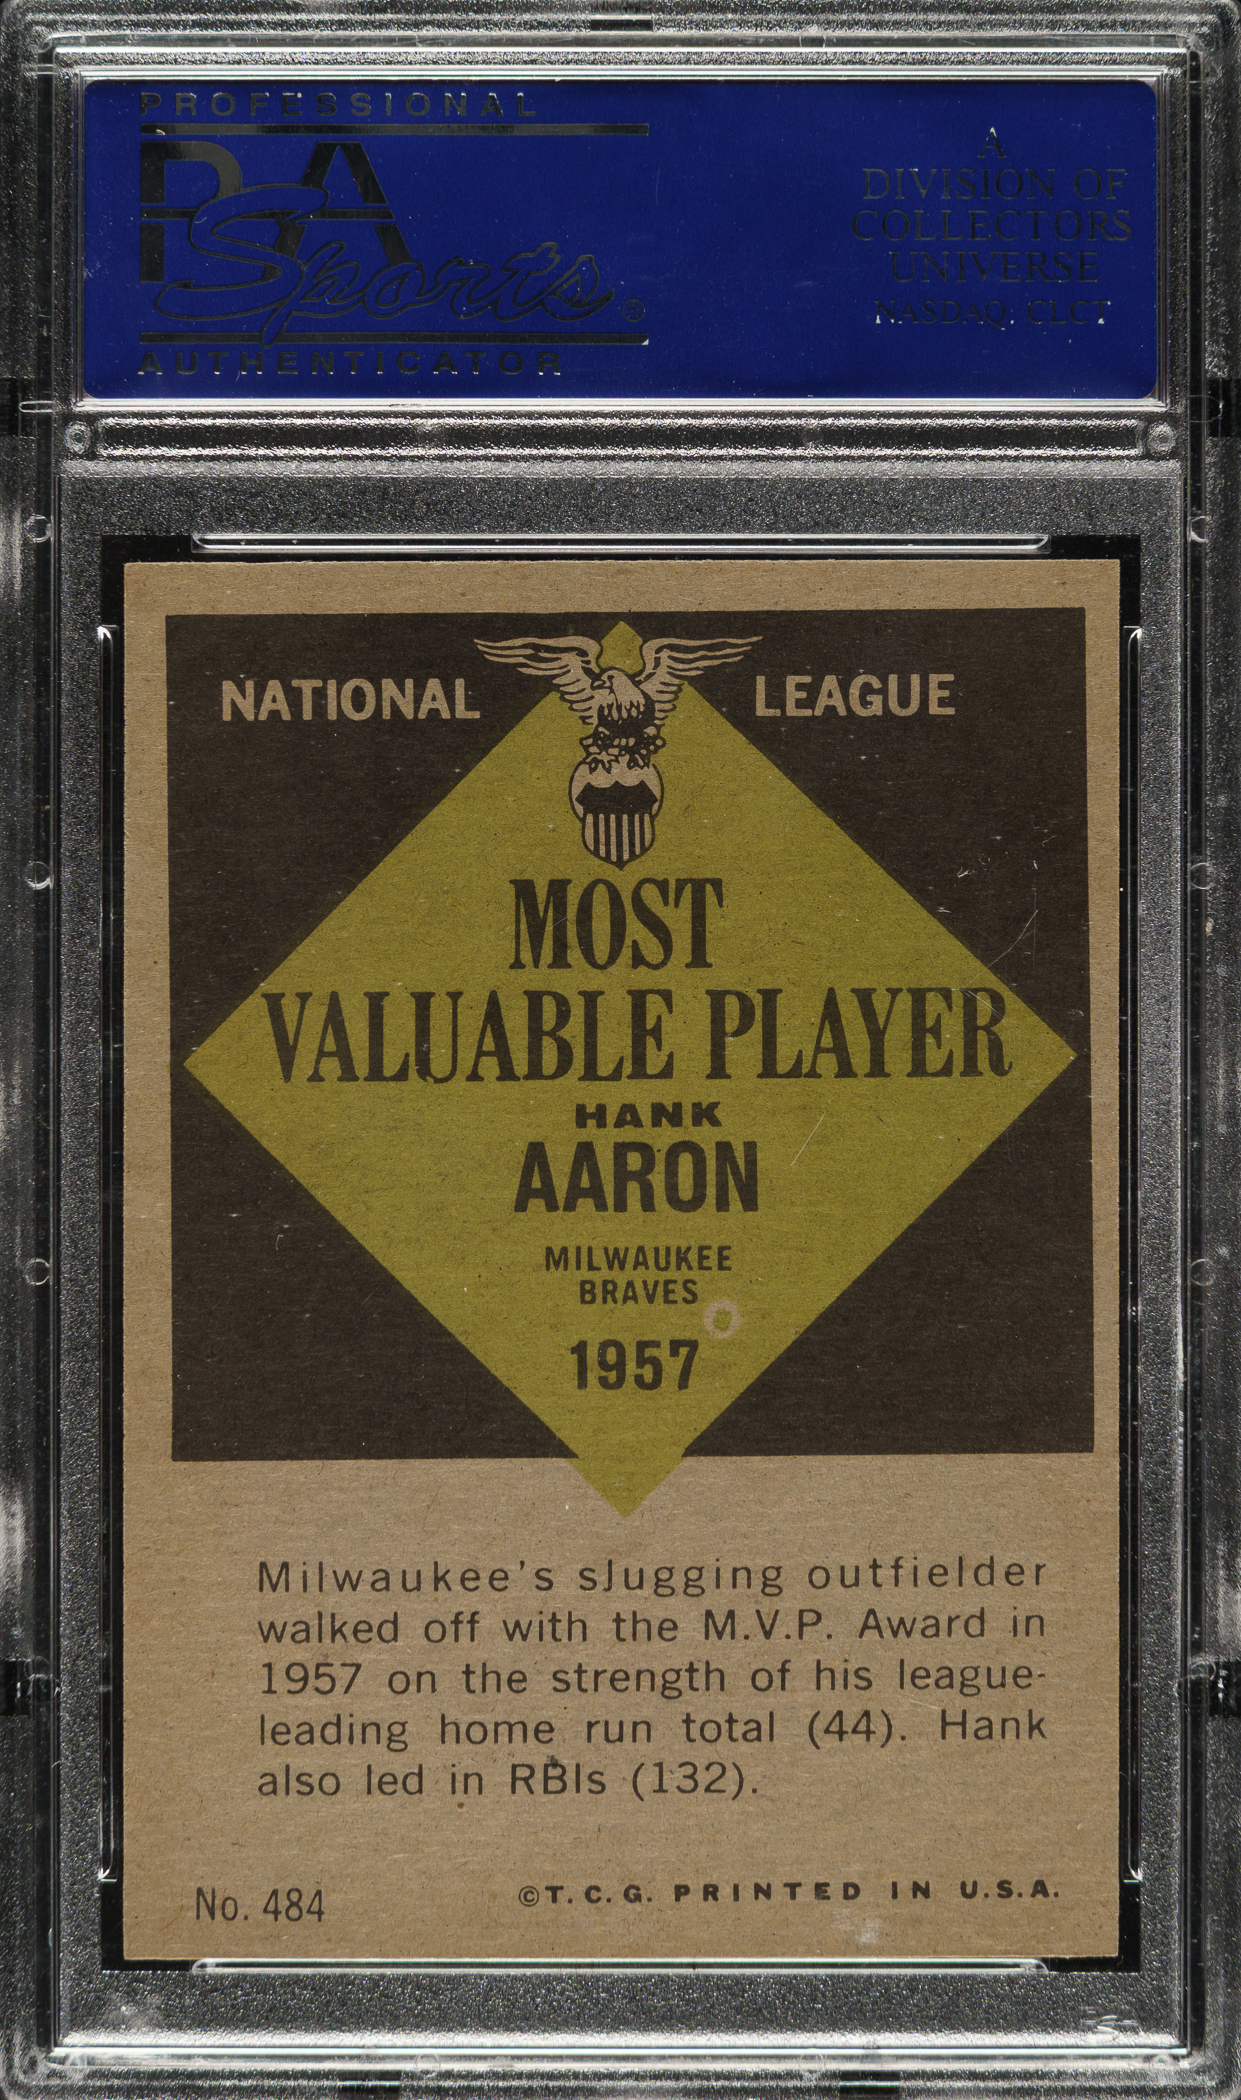 PROFESSIONAL
PSA
Sports®
AUTHENTICATOR
A
DIVISION OF
COLLECTORS
UNIVERSE
NASDAQ: CLCT
NATIONAL LEAGUE
MOST
VALUABLE PLAYER
HANK
AARON
MILWAUKEE
BRAVES
1957
Milwaukee's slugging outfielder
walked off with the M.V.P. Award in
1957 on the strength of his league-
leading home run total (44). Hank
also led in RBIs (132).
No. 484
©T.C.G. PRINTED IN U.S.A.